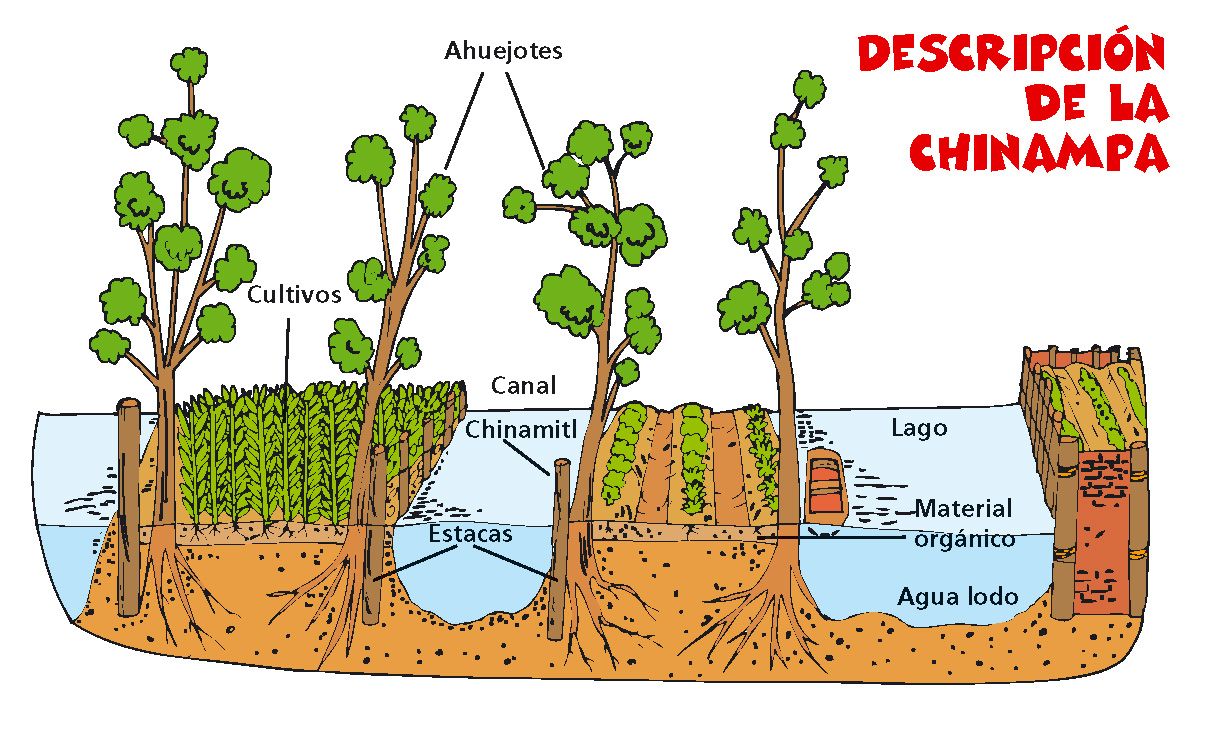 DESCRIPCIÓN
DE LA
CHINAMPA
Ahuejotes
Cultivos
Canal
Chinamitl
Lago
Material
orgánico
Estacas
Agua lodo